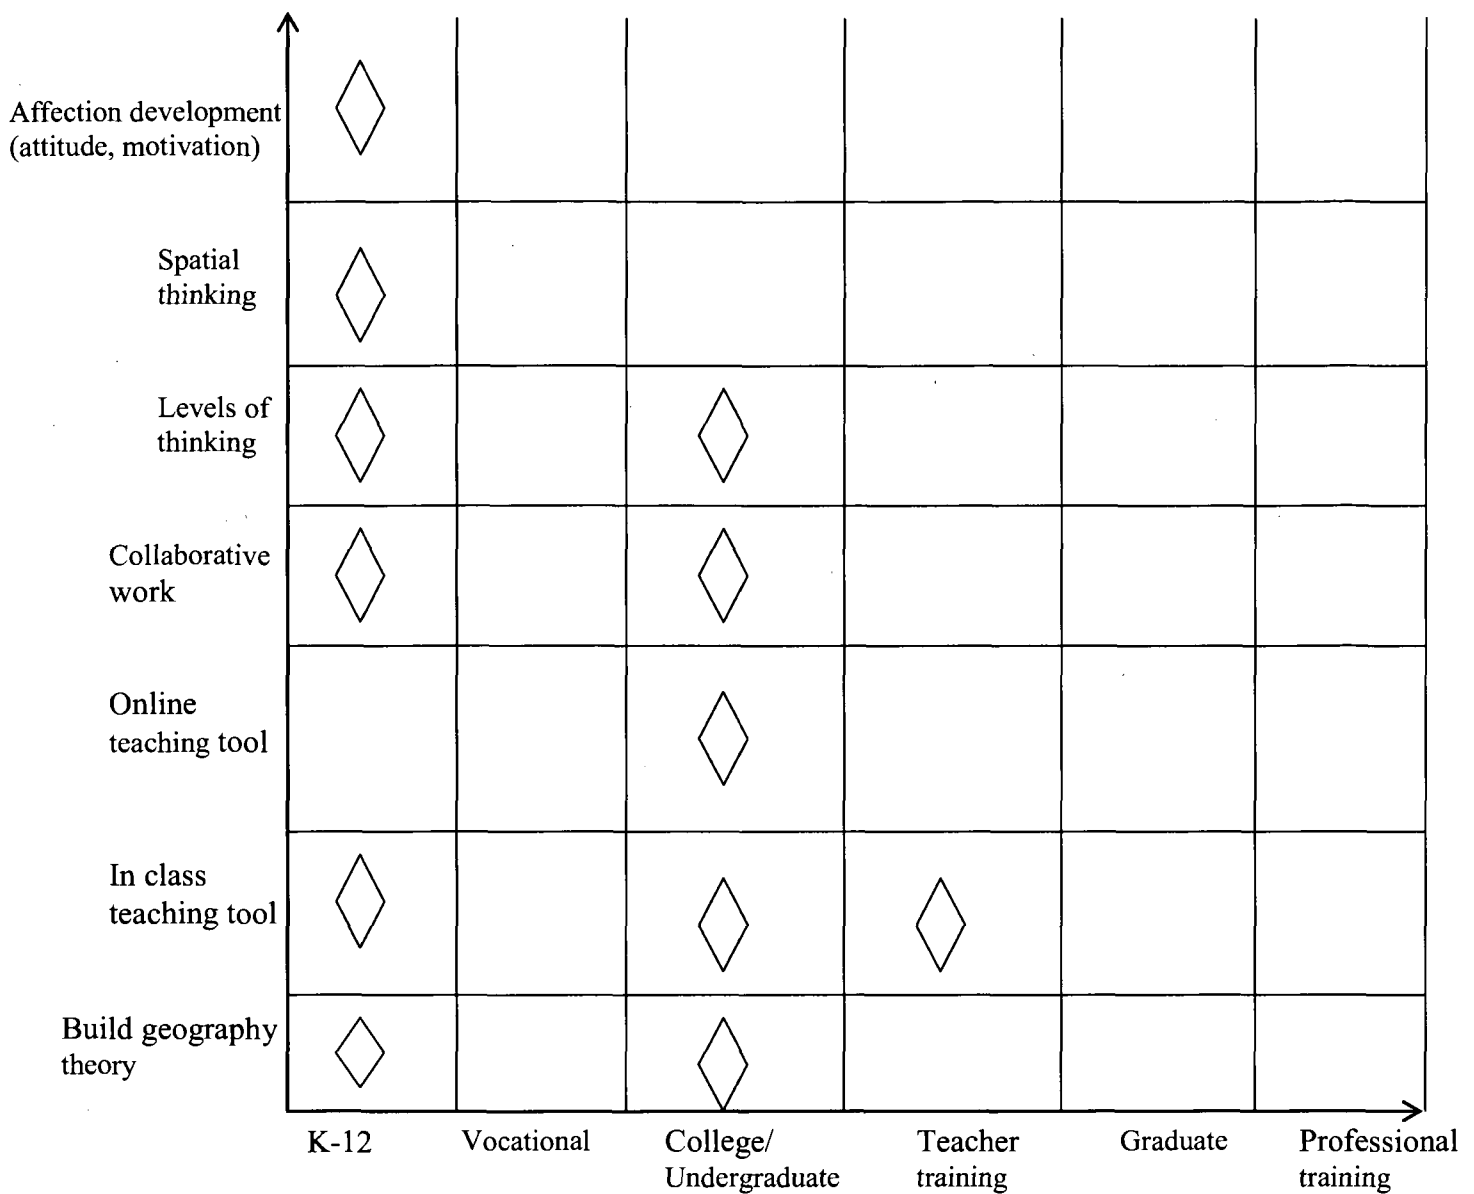 Affection development
(attitude, motivation)
Spatial
thinking
Levels of
thinking
Collaborative
work
Online
teaching tool
In class
teaching tool
Build geography
theory
K-12
Vocational
College/
Undergraduate
Teacher
training
Graduate
Professional
training